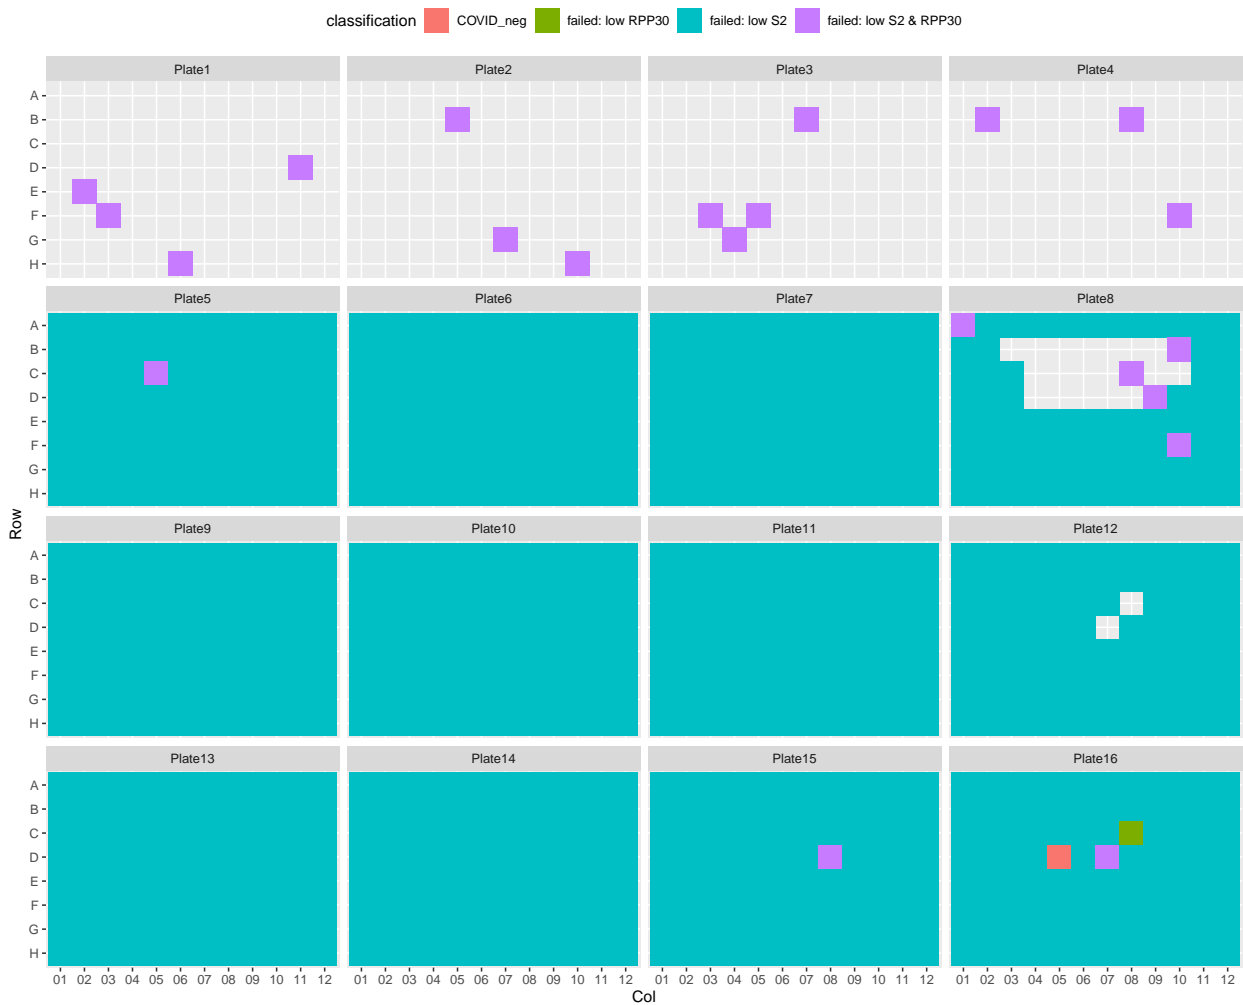 classification COVID_neg failed: low RPP30 failed: low S2 failed: low S2 & RPP30
Plate1 Plate2 Plate3 Plate4
A
B
C
D
E
F
G
H
Plate5 Plate6 Plate7 Plate8
A
B
C
D
E
F
G
H
Row
Plate9 Plate10 Plate11 Plate12
A
B
C
D
E
F
G
H
Plate13 Plate14 Plate15 Plate16
A
B
C
D
E
F
G
H
01 02 03 04 05 06 07 08 09 10 11 12 01 02 03 04 05 06 07 08 09 10 11 12 01 02 03 04 05 06 07 08 09 10 11 12 01 02 03 04 05 06 07 08 09 10 11 12
Col